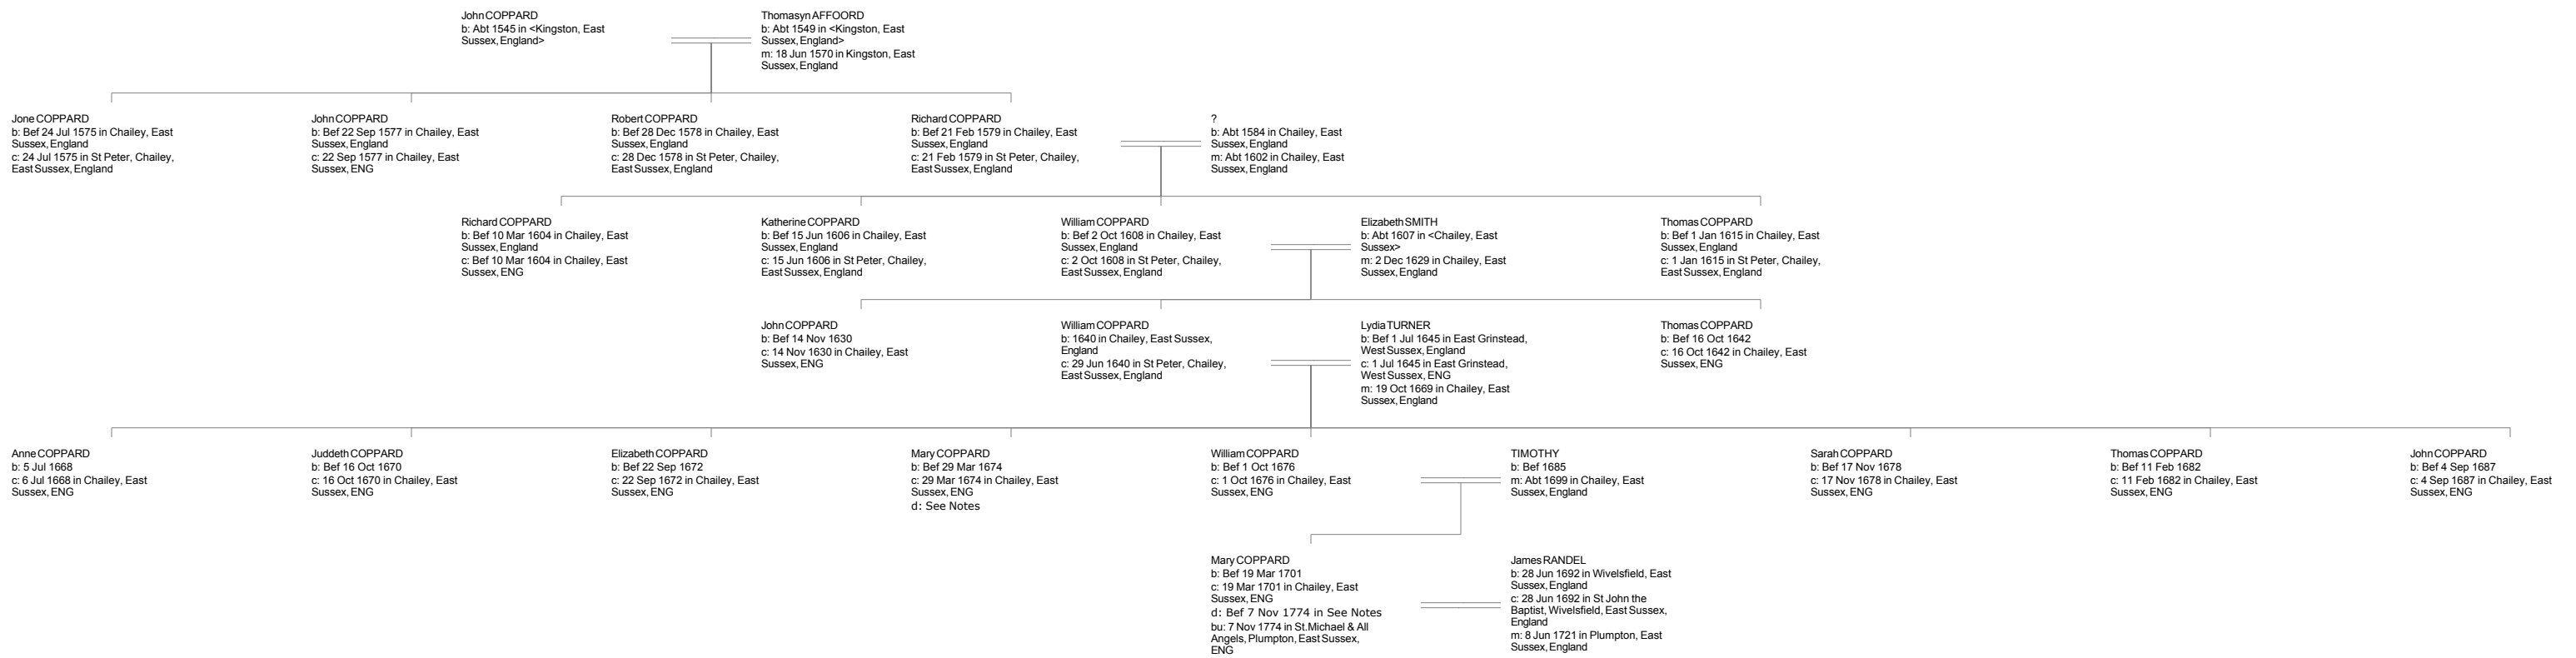 John COPPARD
b: Abt 1545 in <Kingston, East
Sussex, England>
Thomasyn AFFOORD
b: Abt 1549 in <Kingston, East
Sussex, England>
m: 18 Jun 1570 in Kingston, East
Sussex, England
Jone COPPARD
b: Bef 24 Jul 1575 in Chailey, East
Sussex, England
c: 24 Jul 1575 in St Peter, Chailey,
East Sussex, England
John COPPARD
b: Bef 22 Sep 1577 in Chailey, East
Sussex, England
c: 22 Sep 1577 in Chailey, East
Sussex, ENG
Robert COPPARD
b: Bef 28 Dec 1578 in Chailey, East
Sussex, England
c: 28 Dec 1578 in St Peter, Chailey,
East Sussex, England
Richard COPPARD
b: Bef 21 Feb 1579 in Chailey, East
Sussex, England
c: 21 Feb 1579 in St Peter, Chailey,
East Sussex, England
?
b: Abt 1584 in Chailey, East
Sussex, England
m: Abt 1602 in Chailey, East
Sussex, England
Richard COPPARD
b: Bef 10 Mar 1604 in Chailey, East
Sussex, England
c: Bef 10 Mar 1604 in Chailey, East
Sussex, ENG
Katherine COPPARD
b: Bef 15 Jun 1606 in Chailey, East
Sussex, England
c: 15 Jun 1606 in St Peter, Chailey,
East Sussex, England
William COPPARD
b: Bef 2 Oct 1608 in Chailey, East
Sussex, England
c: 2 Oct 1608 in St Peter, Chailey,
East Sussex, England
Elizabeth SMITH
b: Abt 1607 in <Chailey, East
Sussex>
m: 2 Dec 1629 in Chailey, East
Sussex, England
Thomas COPPARD
b: Bef 1 Jan 1615 in Chailey, East
Sussex, England
c: 1 Jan 1615 in St Peter, Chailey,
East Sussex, England
John COPPARD
b: Bef 14 Nov 1630
c: 14 Nov 1630 in Chailey, East
Sussex, ENG
William COPPARD
b: 1640 in Chailey, East Sussex,
England
c: 29 Jun 1640 in St Peter, Chailey,
East Sussex, England
Lydia TURNER
b: Bef 1 Jul 1645 in East Grinstead,
West Sussex, England
c: 1 Jul 1645 in East Grinstead,
West Sussex, ENG
m: 19 Oct 1669 in Chailey, East
Sussex, England
Thomas COPPARD
b: Bef 16 Oct 1642
c: 16 Oct 1642 in Chailey, East
Sussex, ENG
Anne COPPARD
b: 5 Jul 1668
c: 6 Jul 1668 in Chailey, East
Sussex, ENG
Juddeth COPPARD
b: Bef 16 Oct 1670
c: 16 Oct 1670 in Chailey, East
Sussex, ENG
Elizabeth COPPARD
b: Bef 22 Sep 1672
c: 22 Sep 1672 in Chailey, East
Sussex, ENG
Mary COPPARD
b: Bef 29 Mar 1674
c: 29 Mar 1674 in Chailey, East
Sussex, ENG
d: See Notes
William COPPARD
b: Bef 1 Oct 1676
c: 1 Oct 1676 in Chailey, East
Sussex, ENG
TIMOTHY
b: Bef 1685
m: Abt 1699 in Chailey, East
Sussex, England
Sarah COPPARD
b: Bef 17 Nov 1678
c: 17 Nov 1678 in Chailey, East
Sussex, ENG
Thomas COPPARD
b: Bef 11 Feb 1682
c: 11 Feb 1682 in Chailey, East
Sussex, ENG
John COPPARD
b: Bef 4 Sep 1687
c: 4 Sep 1687 in Chailey, East
Sussex, ENG
Mary COPPARD
b: Bef 19 Mar 1701
c: 19 Mar 1701 in Chailey, East
Sussex, ENG
d: Bef 7 Nov 1774 in See Notes
bu: 7 Nov 1774 in St.Michael & All
Angels, Plumpton, East Sussex,
ENG
James RANDEL
b: 28 Jun 1692 in Wivelsfield, East
Sussex, England
c: 28 Jun 1692 in St John the
Baptist, Wivelsfield, East Sussex,
England
m: 8 Jun 1721 in Plumpton, East
Sussex, England